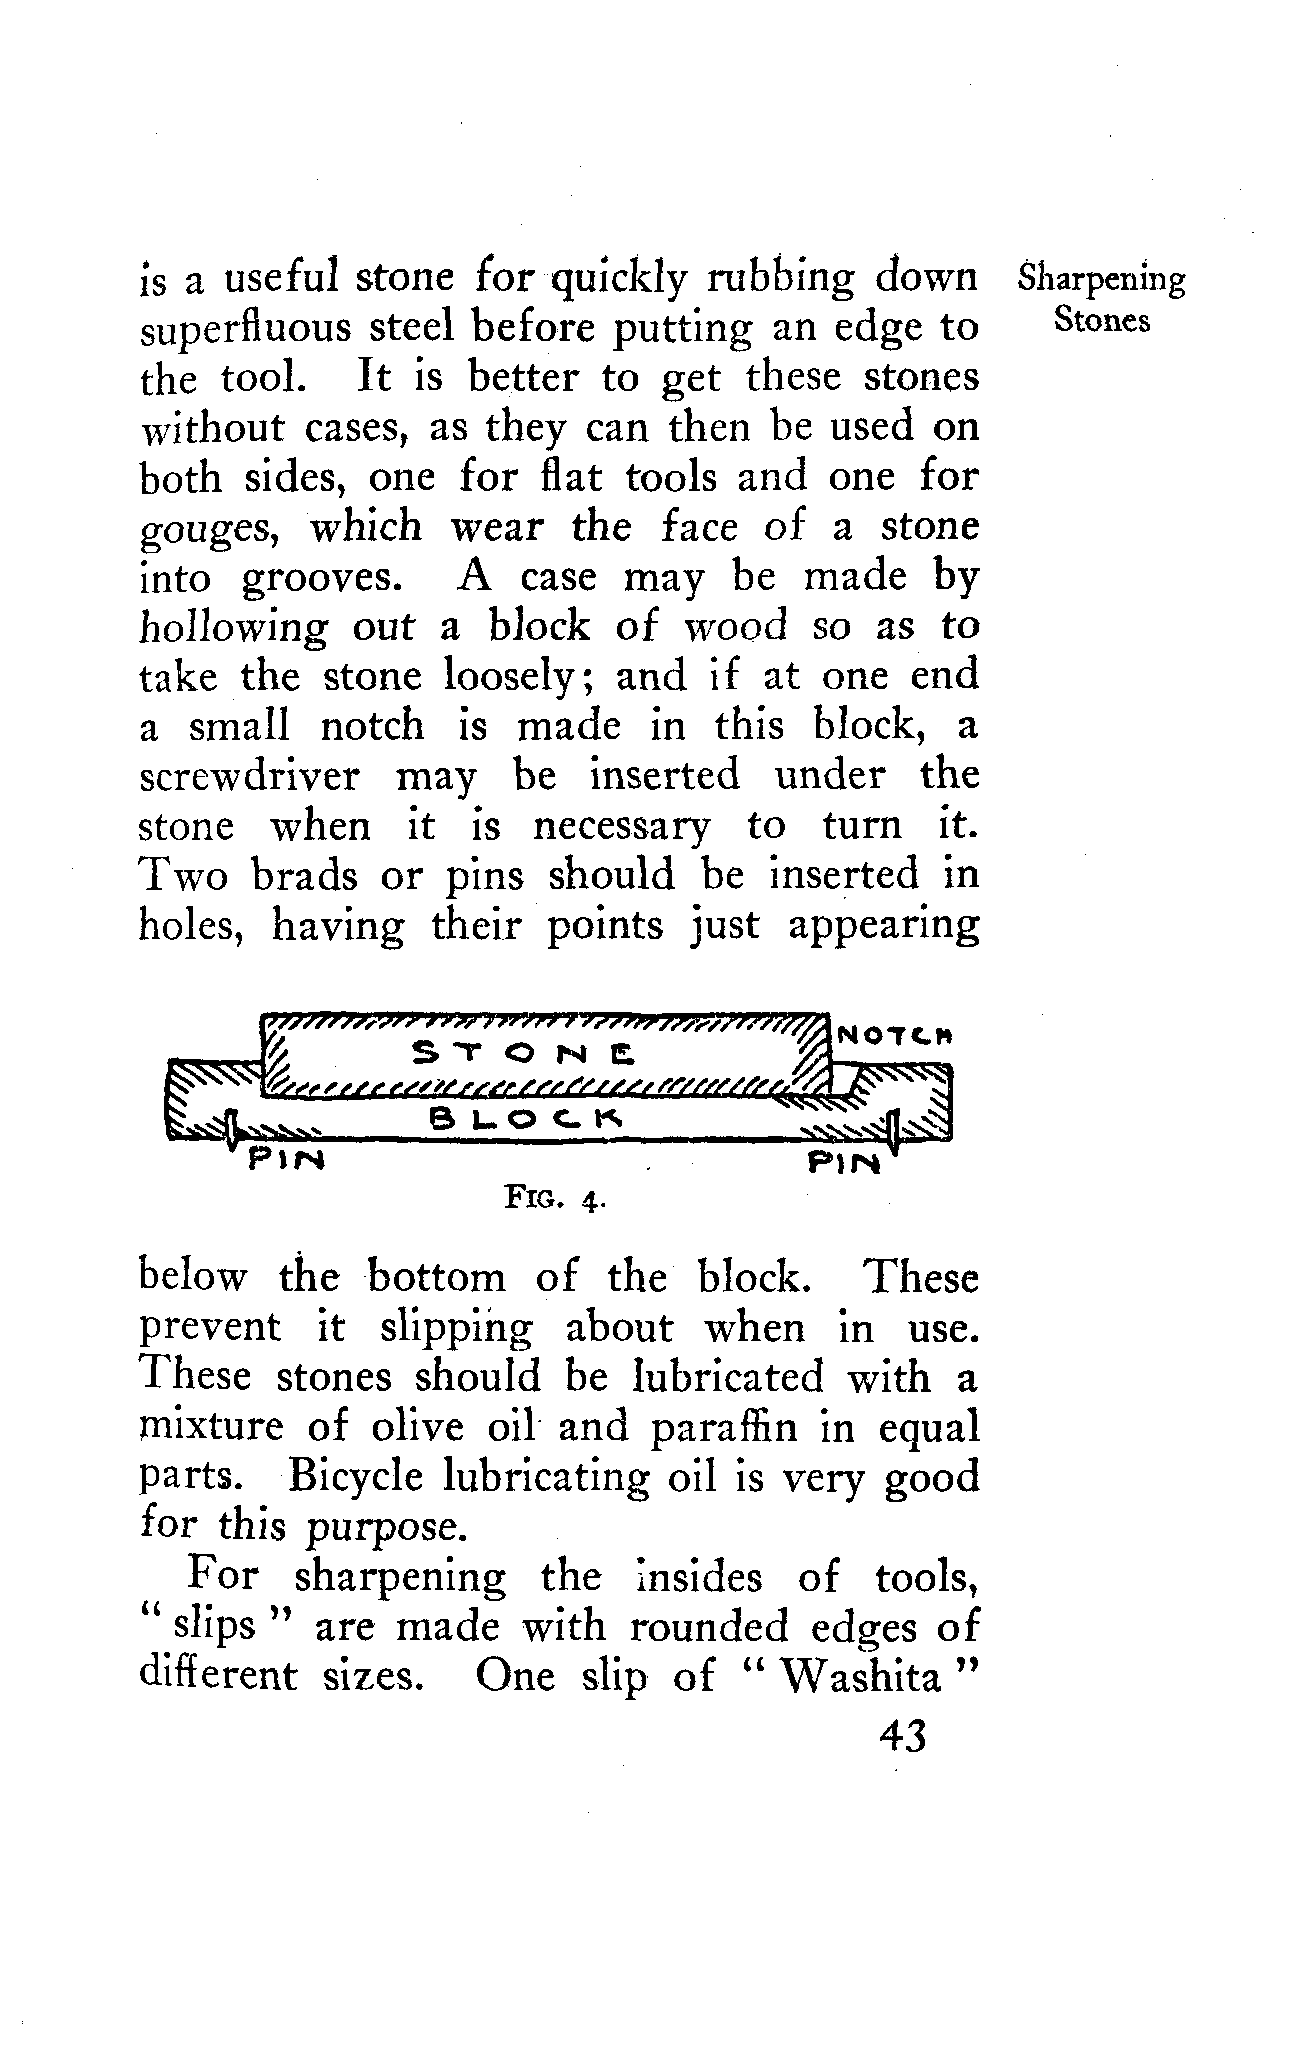 is a useful stone for quickly rubbing down
superfluous steel before putting an edge to
the tool. It is better to get these stones
without cases, as they can then be used on
both sides, one for flat tools and one for
gouges, which wear the face of a stone
into grooves. A case may be made by
hollowing out a block of wood so as to
take the stone loosely; and if at one end
a small notch is made in this block, a
screwdriver may be inserted under the
stone when it is necessary to turn it.
Two brads or pins should be inserted in
holes, having their points just appearing
Sharpening
Stones
STONE
NOTCH
BLOCK
PIN
PIN
FIG. 4.
below the bottom of the block. These
prevent it slipping about when in use.
These stones should be lubricated with a
mixture of olive oil and paraffin in equal
parts. Bicycle lubricating oil is very good
for this purpose.
For sharpening the insides of tools,
“ slips ” are made with rounded edges of
different sizes. One slip of “ Washita ”
43